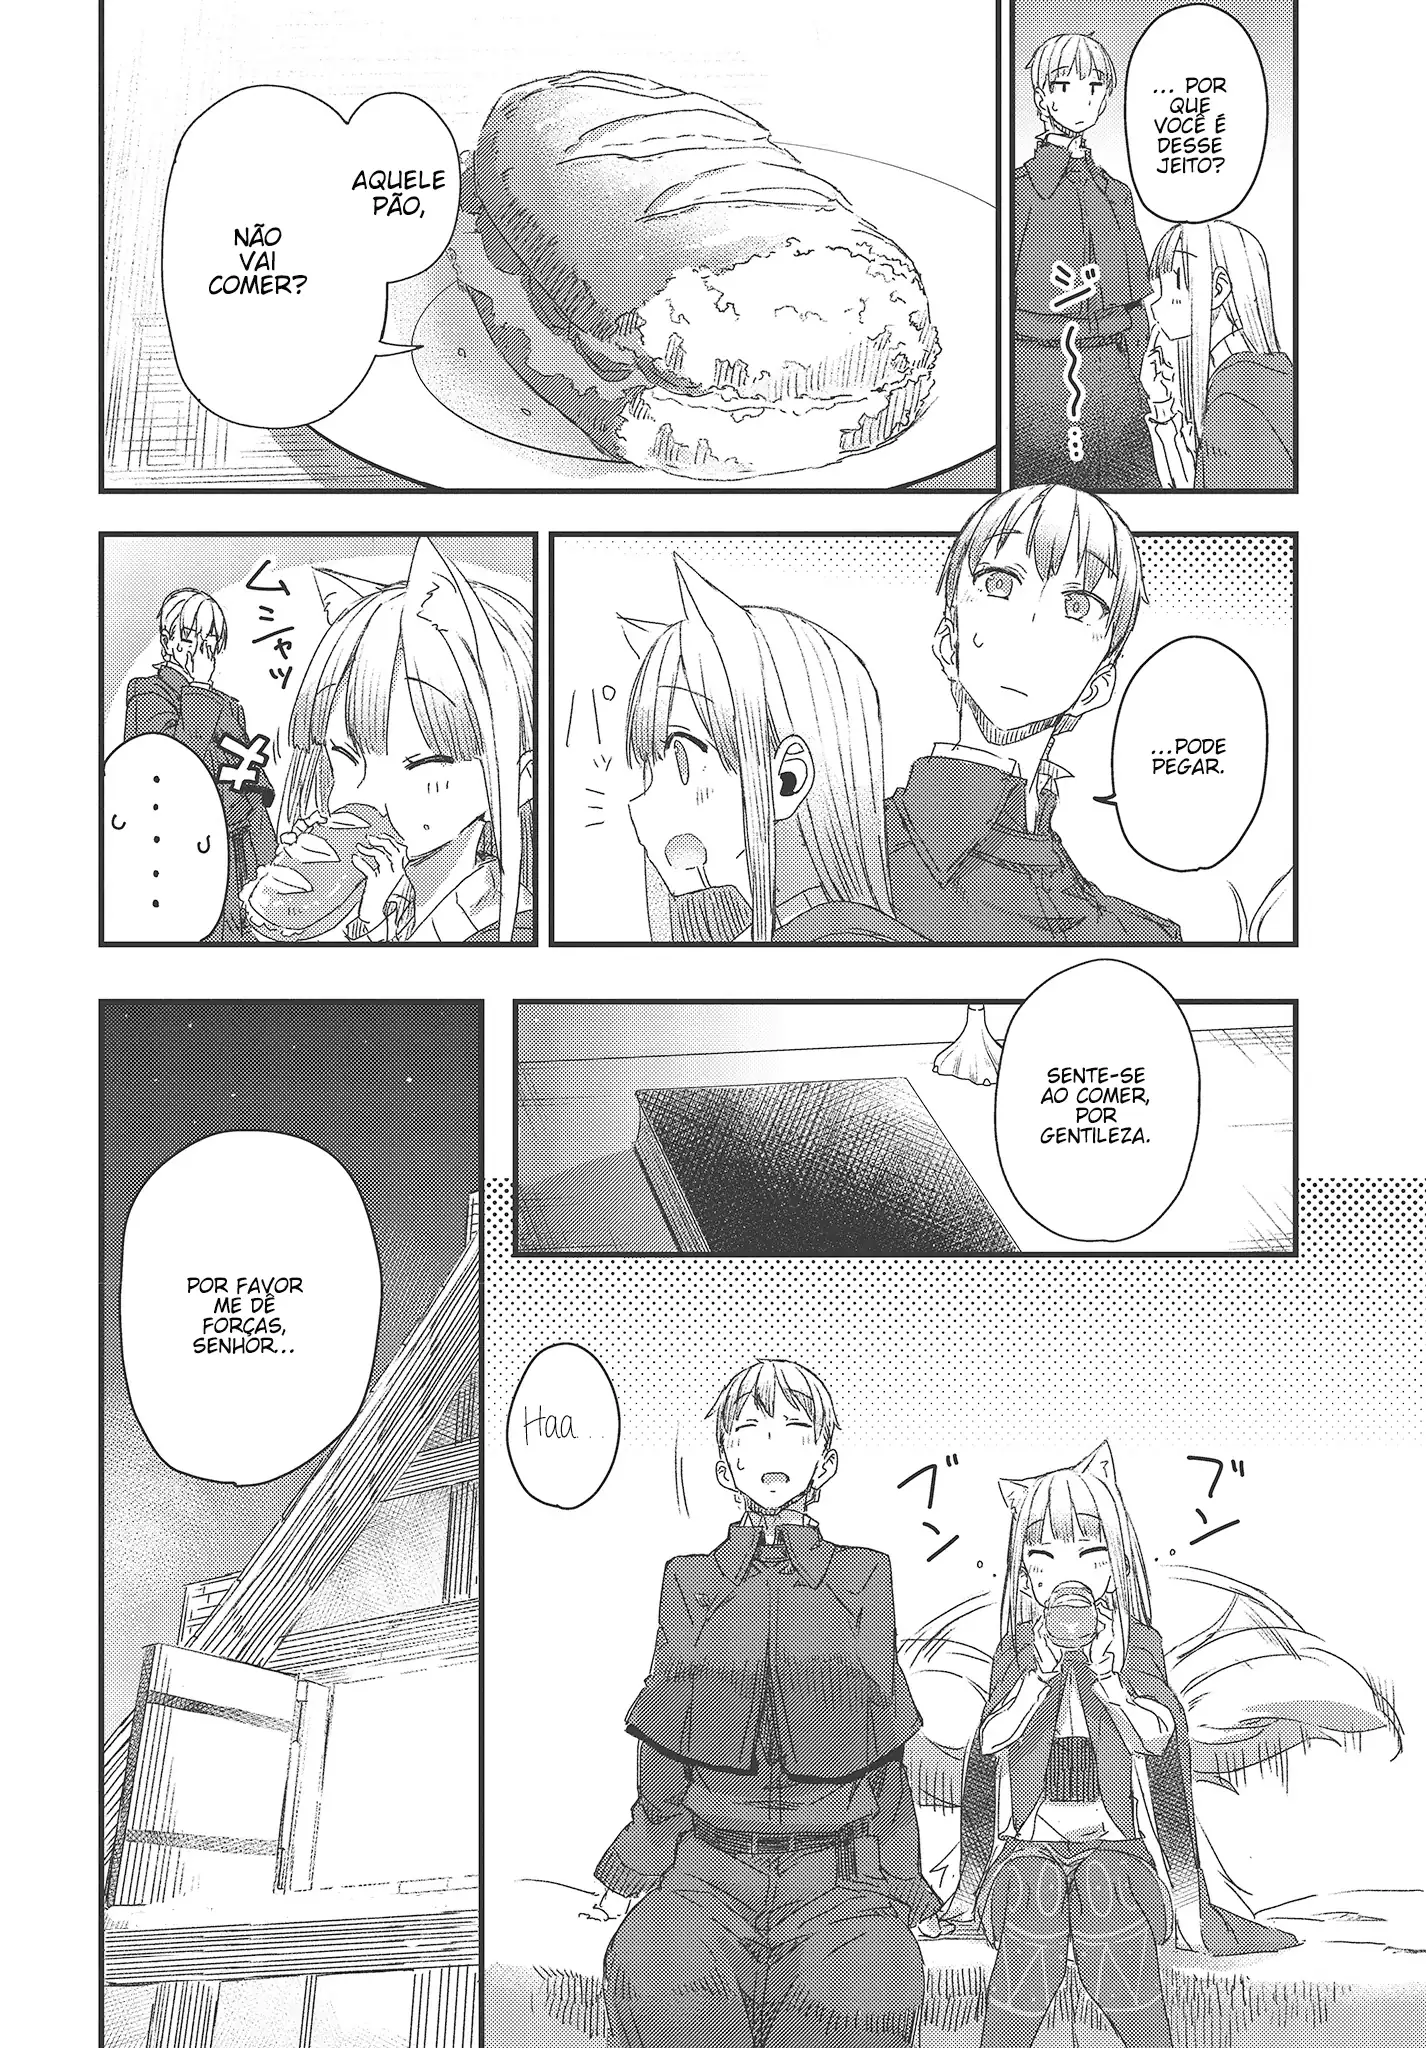 ... POR
QUE
VOCÊ É
DESSE
JEITO?
ジ〜〜...
AQUELE
PÃO,
NÃO
VAI
COMER?
...PODE
PEGAR.
パ
ムシャッ
....
SENTE-SE
AO COMER,
POR
GENTILEZA.
Haa...
ブン
ブン
POR FAVOR
ME DÊ
FORÇAS,
SENHOR...